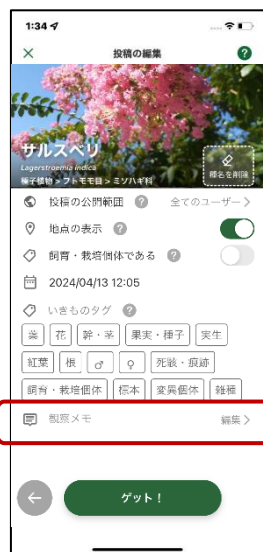 1:34
投稿の編集
?
サルスベリ
Lagerstroemia indica
種子植物 > フトモモ目 > ミソハギ科
種名を削除
投稿の公開範囲 ? 全てのユーザー >
地点の表示 ?
飼育・栽培個体である ?
2024/04/13 12:05
いきものタグ ?
葉 花 幹・茎 果実・種子 実生
紅葉 根 ♂ ♀ 死骸・痕跡
飼育・栽培個体 標本 変異個体 雑種
観察メモ 編集 >
ゲット!